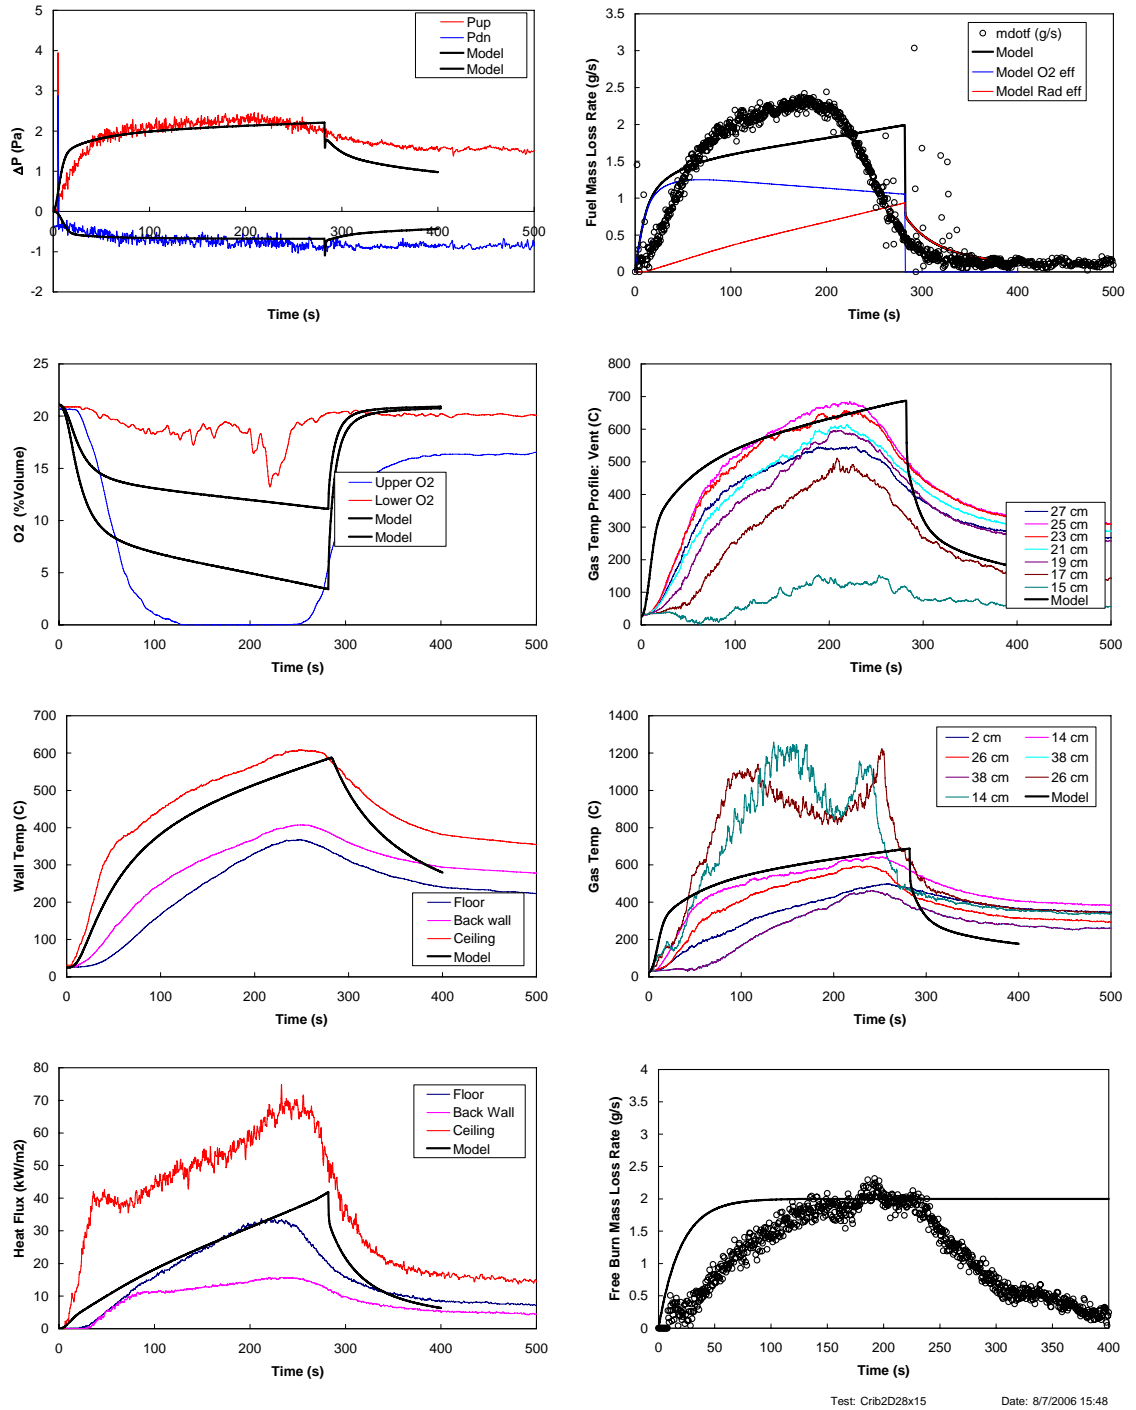 5
4
3
2
1
0
-1
-2
0
100
200
300
400
500
ΔP (Pa)
Time (s)
Pup
Pdn
Model
Model
3.5
3
2.5
2
1.5
1
0.5
0
0
100
200
300
400
500
Fuel Mass Loss Rate (g/s)
Time (s)
mdotf (g/s)
Model
Model O2 eff
Model Rad eff
25
20
15
10
5
0
0
100
200
300
400
500
O2 (%Volume)
Time (s)
Upper O2
Lower O2
Model
Model
800
700
600
500
400
300
200
100
0
0
100
200
300
400
500
Gas Temp Profile: Vent (C)
Time (s)
27 cm
25 cm
23 cm
21 cm
19 cm
17 cm
15 cm
Model
700
600
500
400
300
200
100
0
0
100
200
300
400
500
Wall Temp (C)
Time (s)
Floor
Back wall
Ceiling
Model
1400
1200
1000
800
600
400
200
0
0
100
200
300
400
500
Gas Temp (C)
Time (s)
2 cm 14 cm
26 cm 38 cm
38 cm 26 cm
14 cm Model
80
70
60
50
40
30
20
10
0
0
100
200
300
400
500
Heat Flux (kW/m2)
Time (s)
Floor
Back Wall
Ceiling
Model
4
3.5
3
2.5
2
1.5
1
0.5
0
0
50
100
150
200
250
300
350
400
Free Burn Mass Loss Rate (g/s)
Time (s)
Test: Crib2D28x15 Date: 8/7/2006 15:48